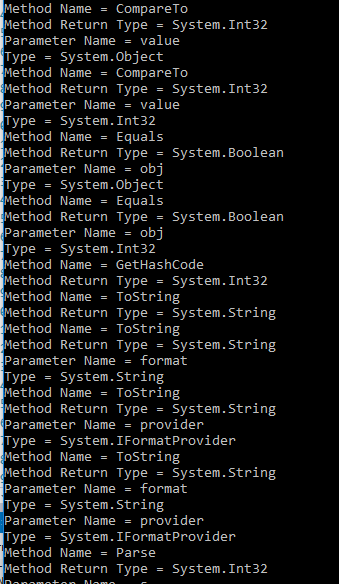 Method Name = CompareTo
Method Return Type = System.Int32
Parameter Name = value
Type = System.Object
Method Name = CompareTo
Method Return Type = System.Int32
Parameter Name = value
Type = System.Int32
Method Name = Equals
Method Return Type = System.Boolean
Parameter Name = obj
Type = System.Object
Method Name = Equals
Method Return Type = System.Boolean
Parameter Name = obj
Type = System.Int32
Method Name = GetHashCode
Method Return Type = System.Int32
Method Name = ToString
Method Return Type = System.String
Method Name = ToString
Method Return Type = System.String
Parameter Name = format
Type = System.String
Method Name = ToString
Method Return Type = System.String
Parameter Name = provider
Type = System.IFormatProvider
Method Name = ToString
Method Return Type = System.String
Parameter Name = format
Type = System.String
Parameter Name = provider
Type = System.IFormatProvider
Method Name = Parse
Method Return Type = System.Int32
Parameter Name = s